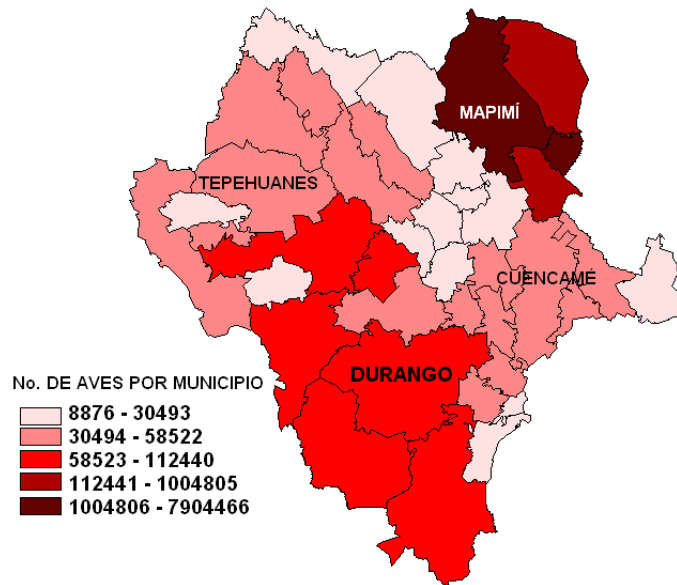 MAPIMÍ
TEPEHUANES
CUENCAMÉ
DURANGO
No. DE AVES POR MUNICIPIO
8876 - 30493
30494 - 58522
58523 - 112440
112441 - 1004805
1004806 - 7904466